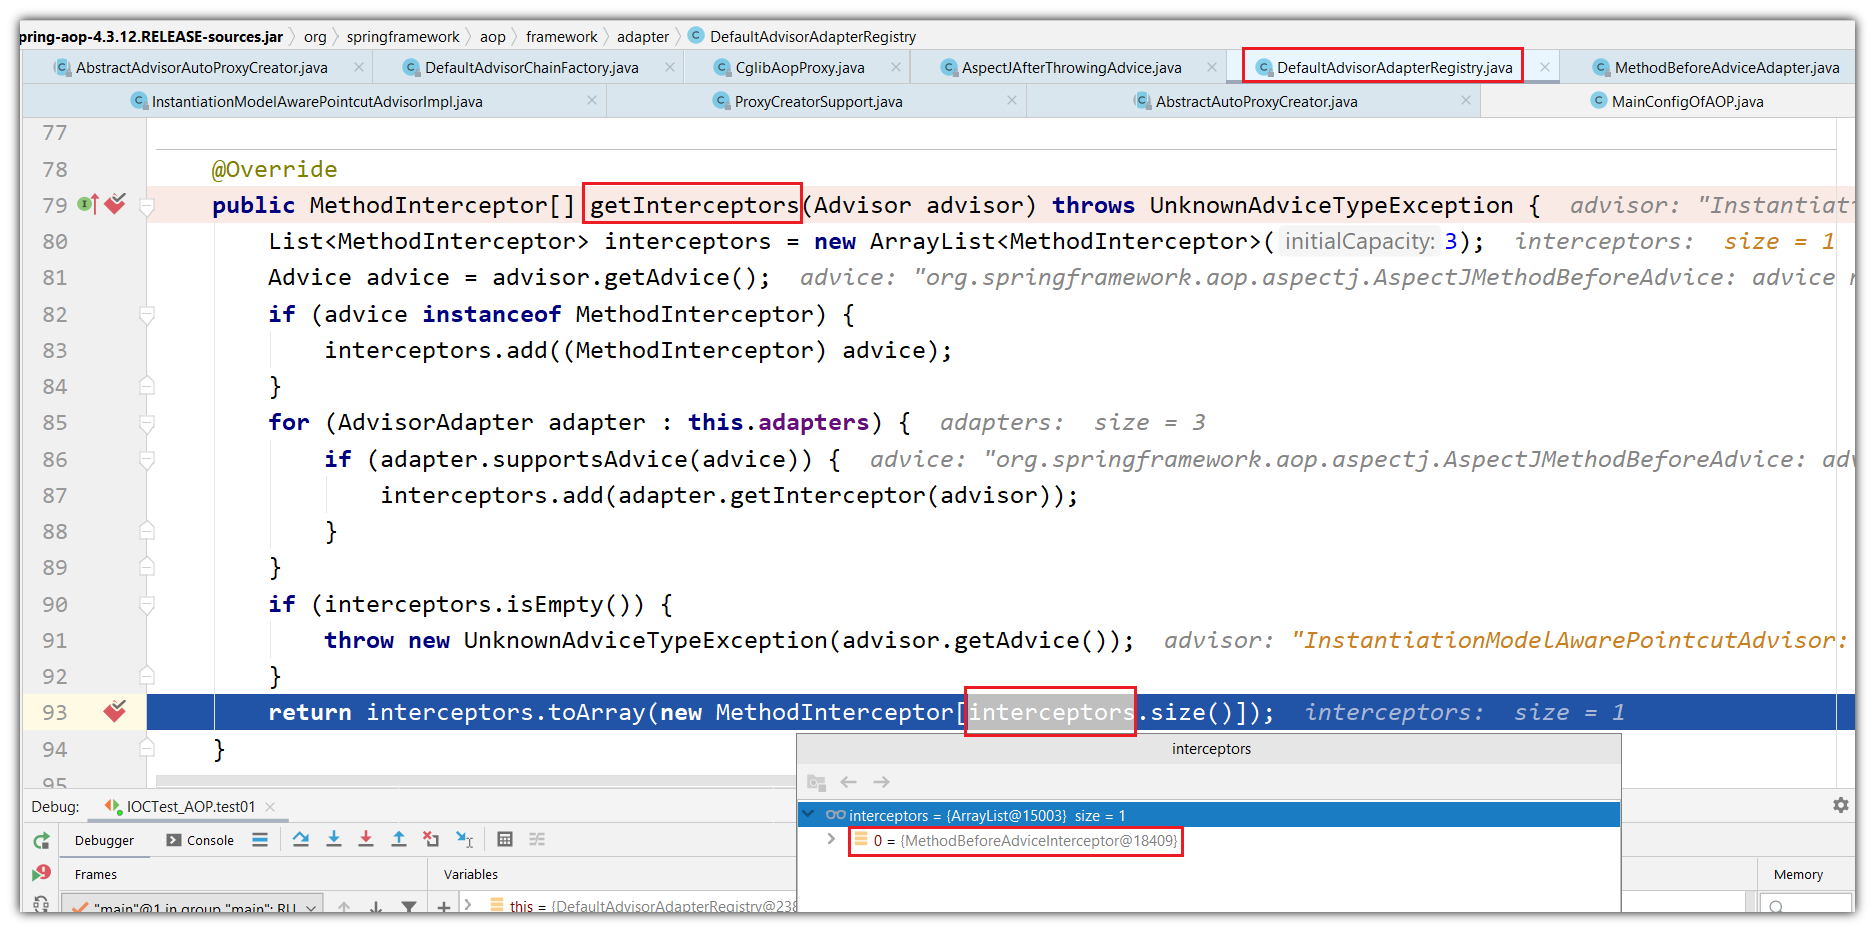 pring-aop-4.3.12.RELEASE-sources.jar org springframework aop framework adapter DefaultAdvisorAdapterRegistry
AbstractAdvisorAutoProxyCreator.java DefaultAdvisorChainFactory.java CglibAopProxy.java AspectJAfterThrowingAdvice.java DefaultAdvisorAdapterRegistry.java MethodBeforeAdviceAdapter.java
InstantiationModelAwarePointcutAdvisorImpl.java ProxyCreatorSupport.java AbstractAutoProxyCreator.java MainConfigOfAOP.java
77
78 @Override
79 public MethodInterceptor[] getInterceptors(Advisor advisor) throws UnknownAdviceTypeException { advisor: "Instantiat
80 List<MethodInterceptor> interceptors = new ArrayList<MethodInterceptor>( initialCapacity: 3); interceptors: size = 1
81 Advice advice = advisor.getAdvice(); advice: "org.springframework.aop.aspectj.AspectJMethodBeforeAdvice: advice
82 if (advice instanceof MethodInterceptor) {
83 interceptors.add((MethodInterceptor) advice);
84 }
85 for (AdvisorAdapter adapter : this.adapters) { adapters: size = 3
86 if (adapter.supportsAdvice(advice)) { advice: "org.springframework.aop.aspectj.AspectJMethodBeforeAdvice: adv
87 interceptors.add(adapter.getInterceptor(advisor));
88 }
89 }
90 if (interceptors.isEmpty()) {
91 throw new UnknownAdviceTypeException(advisor.getAdvice()); advisor: "InstantiationModelAwarePointcutAdvisor:
92 }
93 return interceptors.toArray(new MethodInterceptor[interceptors.size()]); interceptors: size = 1
94 }
95
interceptors
Debug: IOCTest_AOP.test01
interceptors = {ArrayList@15003} size = 1
Debugger Console
0 = {MethodBeforeAdviceInterceptor@18409}
Frames Variables Memory
"main"@1 in group "main": RU
this = {DefaultAdvisorAdapterRegistry@238